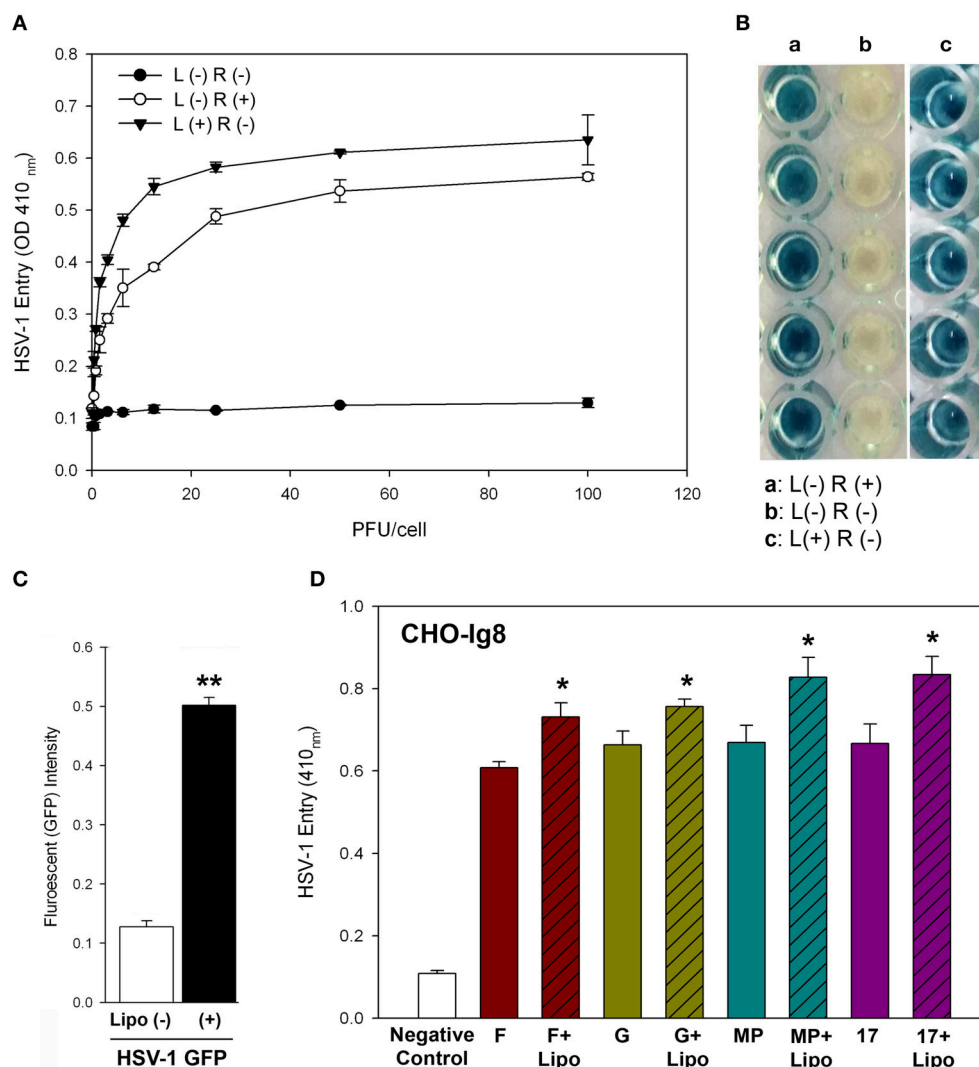 A
HSV-1 Entry (OD 410 nm)
0.8
0.7
0.6
0.5
0.4
0.3
0.2
0.1
0.0
L (-) R (-)
L (-) R (+)
L (+) R (-)
0 20 40 60 80 100 120
PFU/cell
B
a b c
a: L(-) R (+)
b: L(-) R (-)
c: L(+) R (-)
C
Fluroescent (GFP) Intensity
0.6
0.5
0.4
0.3
0.2
0.1
0.0
**
Lipo (-) (+)
HSV-1 GFP
D
HSV-1 Entry (410nm)
1.0
0.8
0.6
0.4
0.2
0.0
CHO-Ig8
* * * *
Negative Control F F+ Lipo G G+ Lipo MP MP+ Lipo 17 17+ Lipo